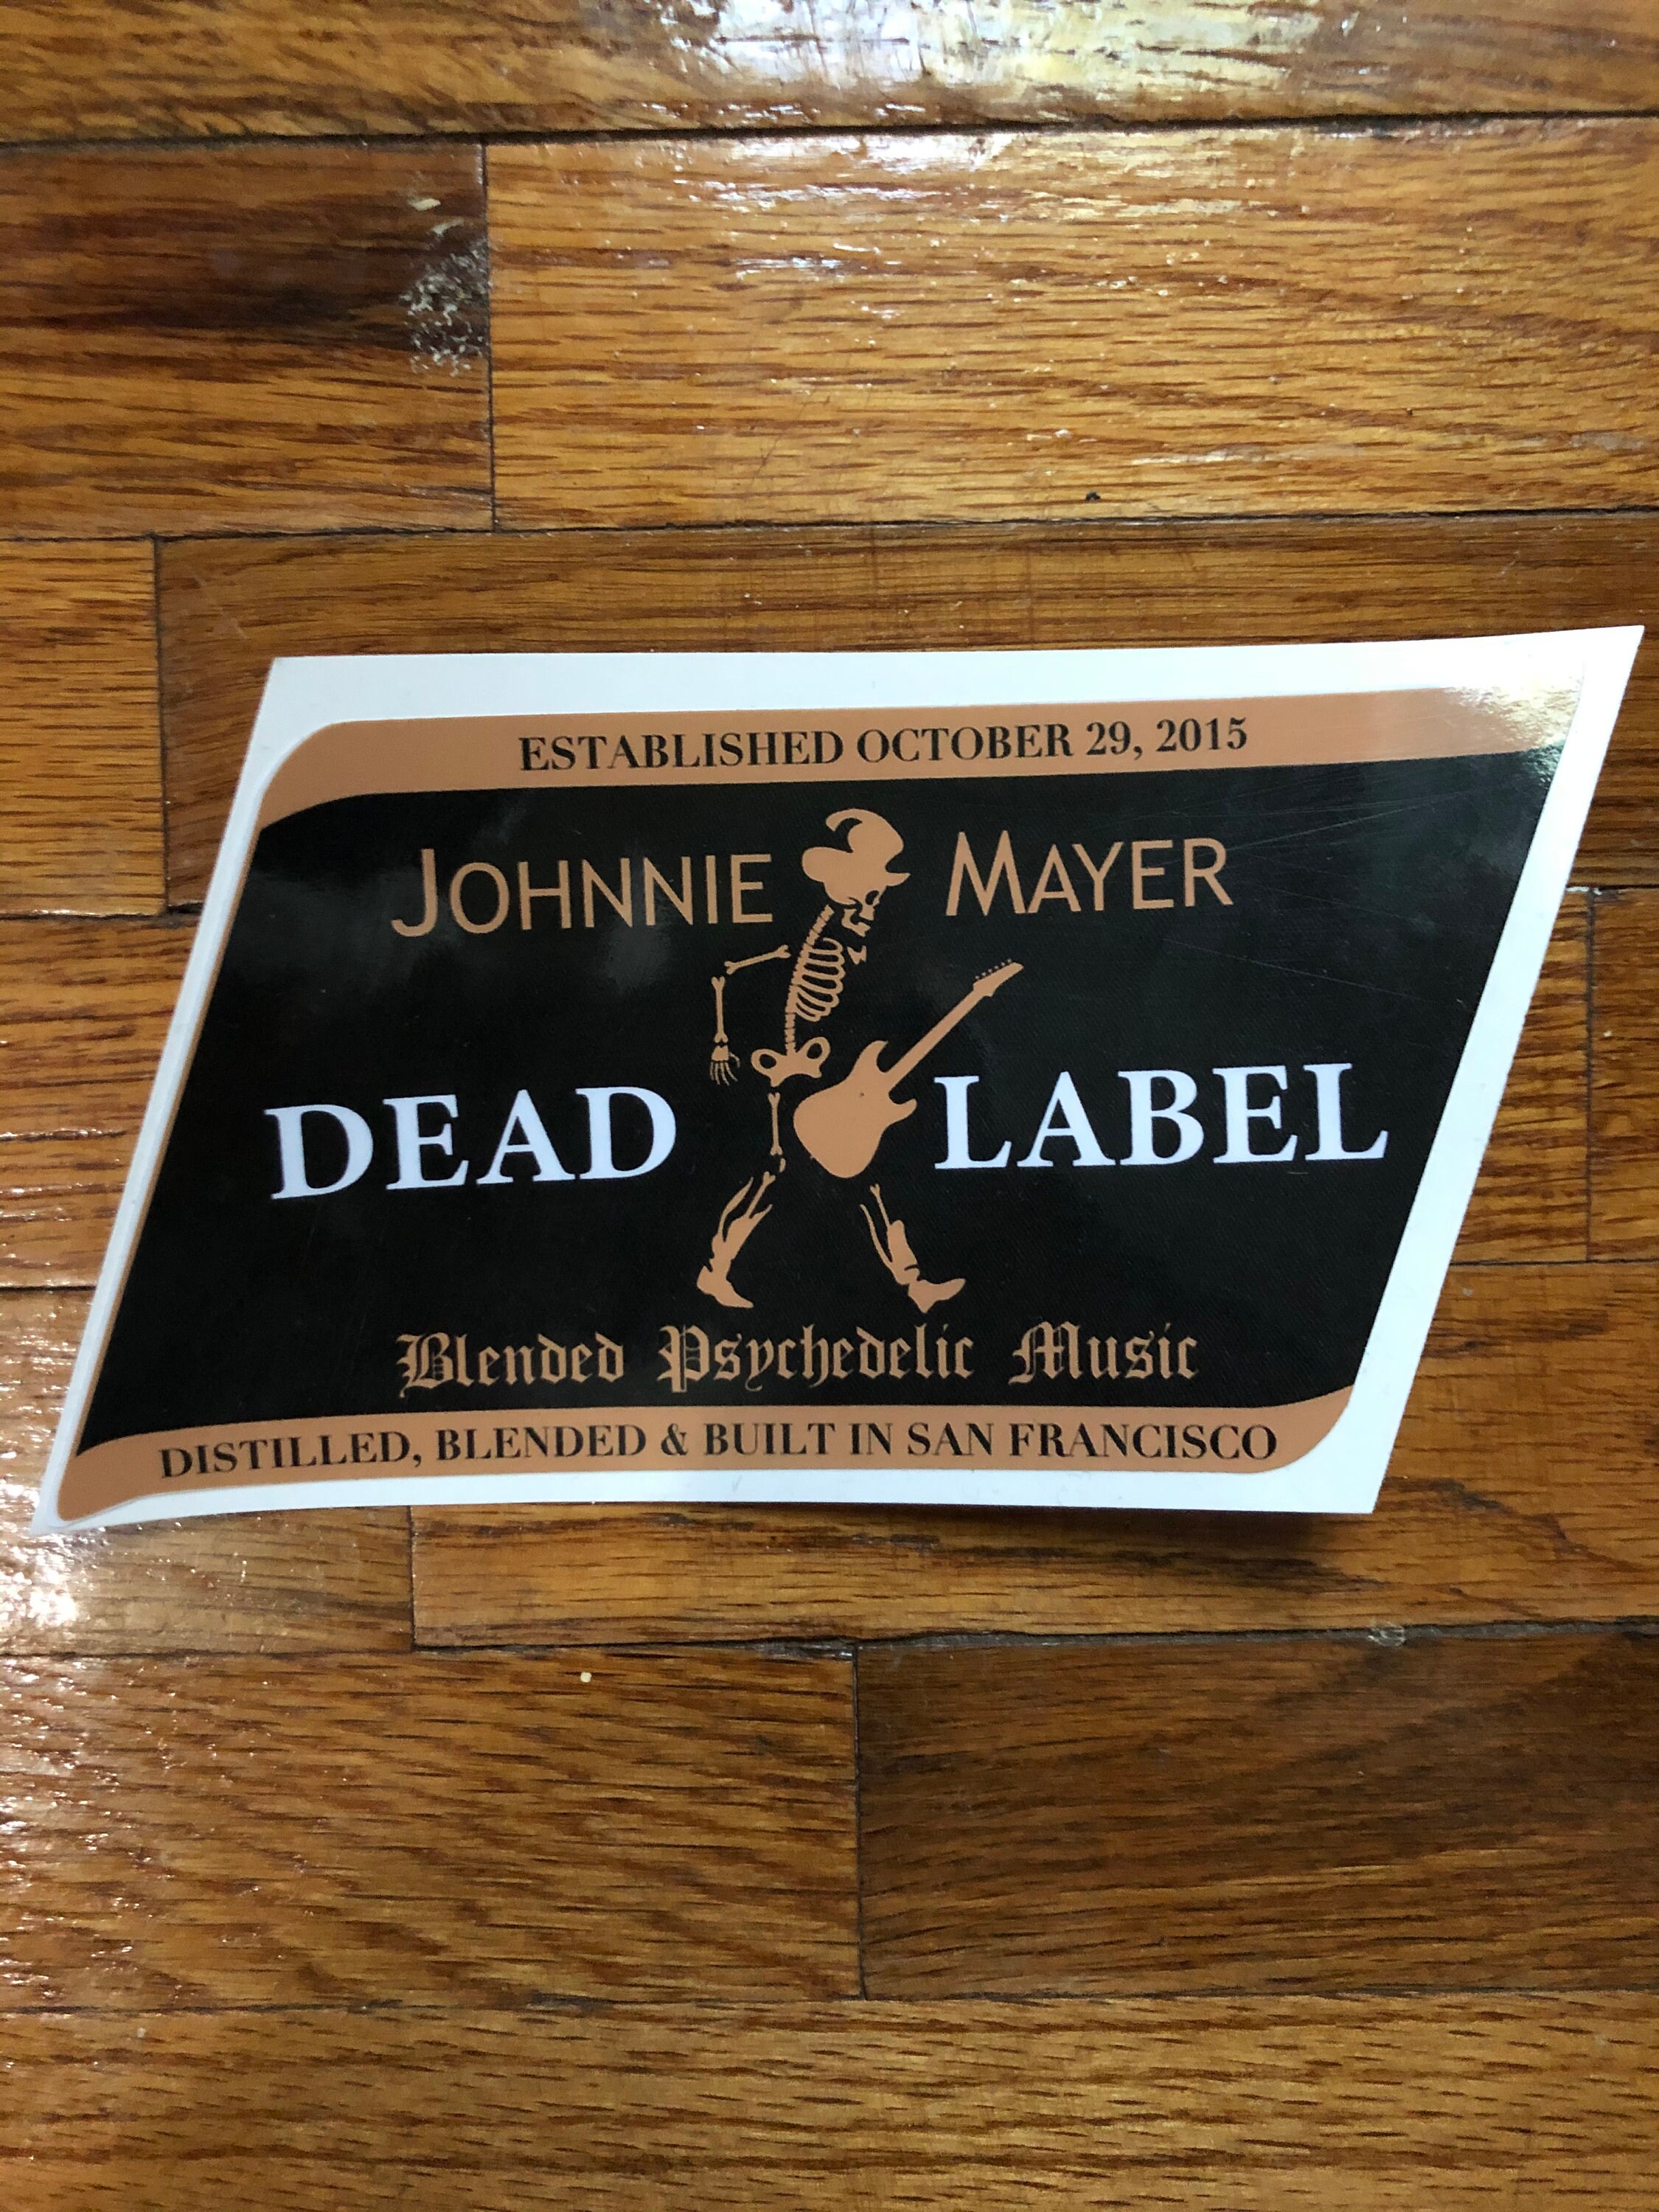 ESTABLISHED OCTOBER 29, 2015
JOHNNIE MAYER
DEAD LABEL
Blended Psychedelic Music
DISTILLED, BLENDED & BUILT IN SAN FRANCISCO